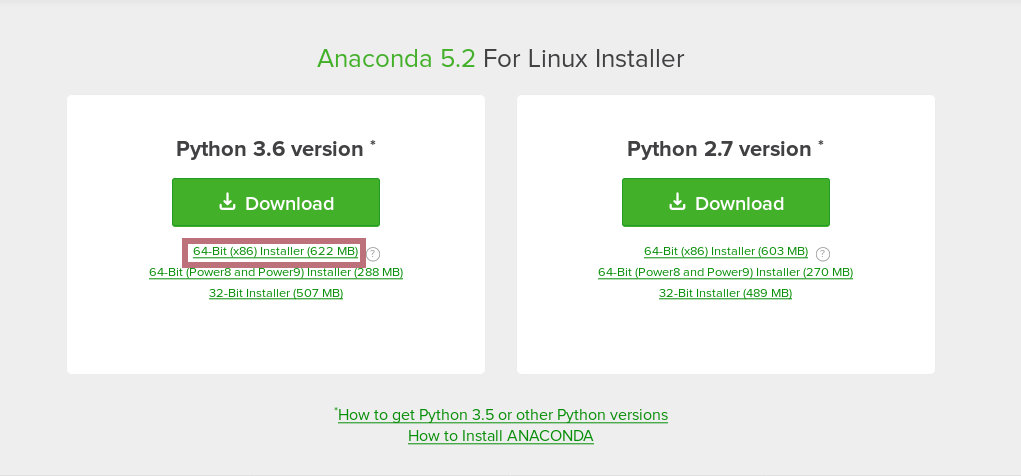 Anaconda 5.2 For Linux Installer
Python 3.6 version *
Download
64-Bit (x86) Installer (622 MB) ?
64-Bit (Power8 and Power9) Installer (288 MB)
32-Bit Installer (507 MB)
Python 2.7 version *
Download
64-Bit (x86) Installer (603 MB) ?
64-Bit (Power8 and Power9) Installer (270 MB)
32-Bit Installer (489 MB)
*How to get Python 3.5 or other Python versions
How to Install ANACONDA